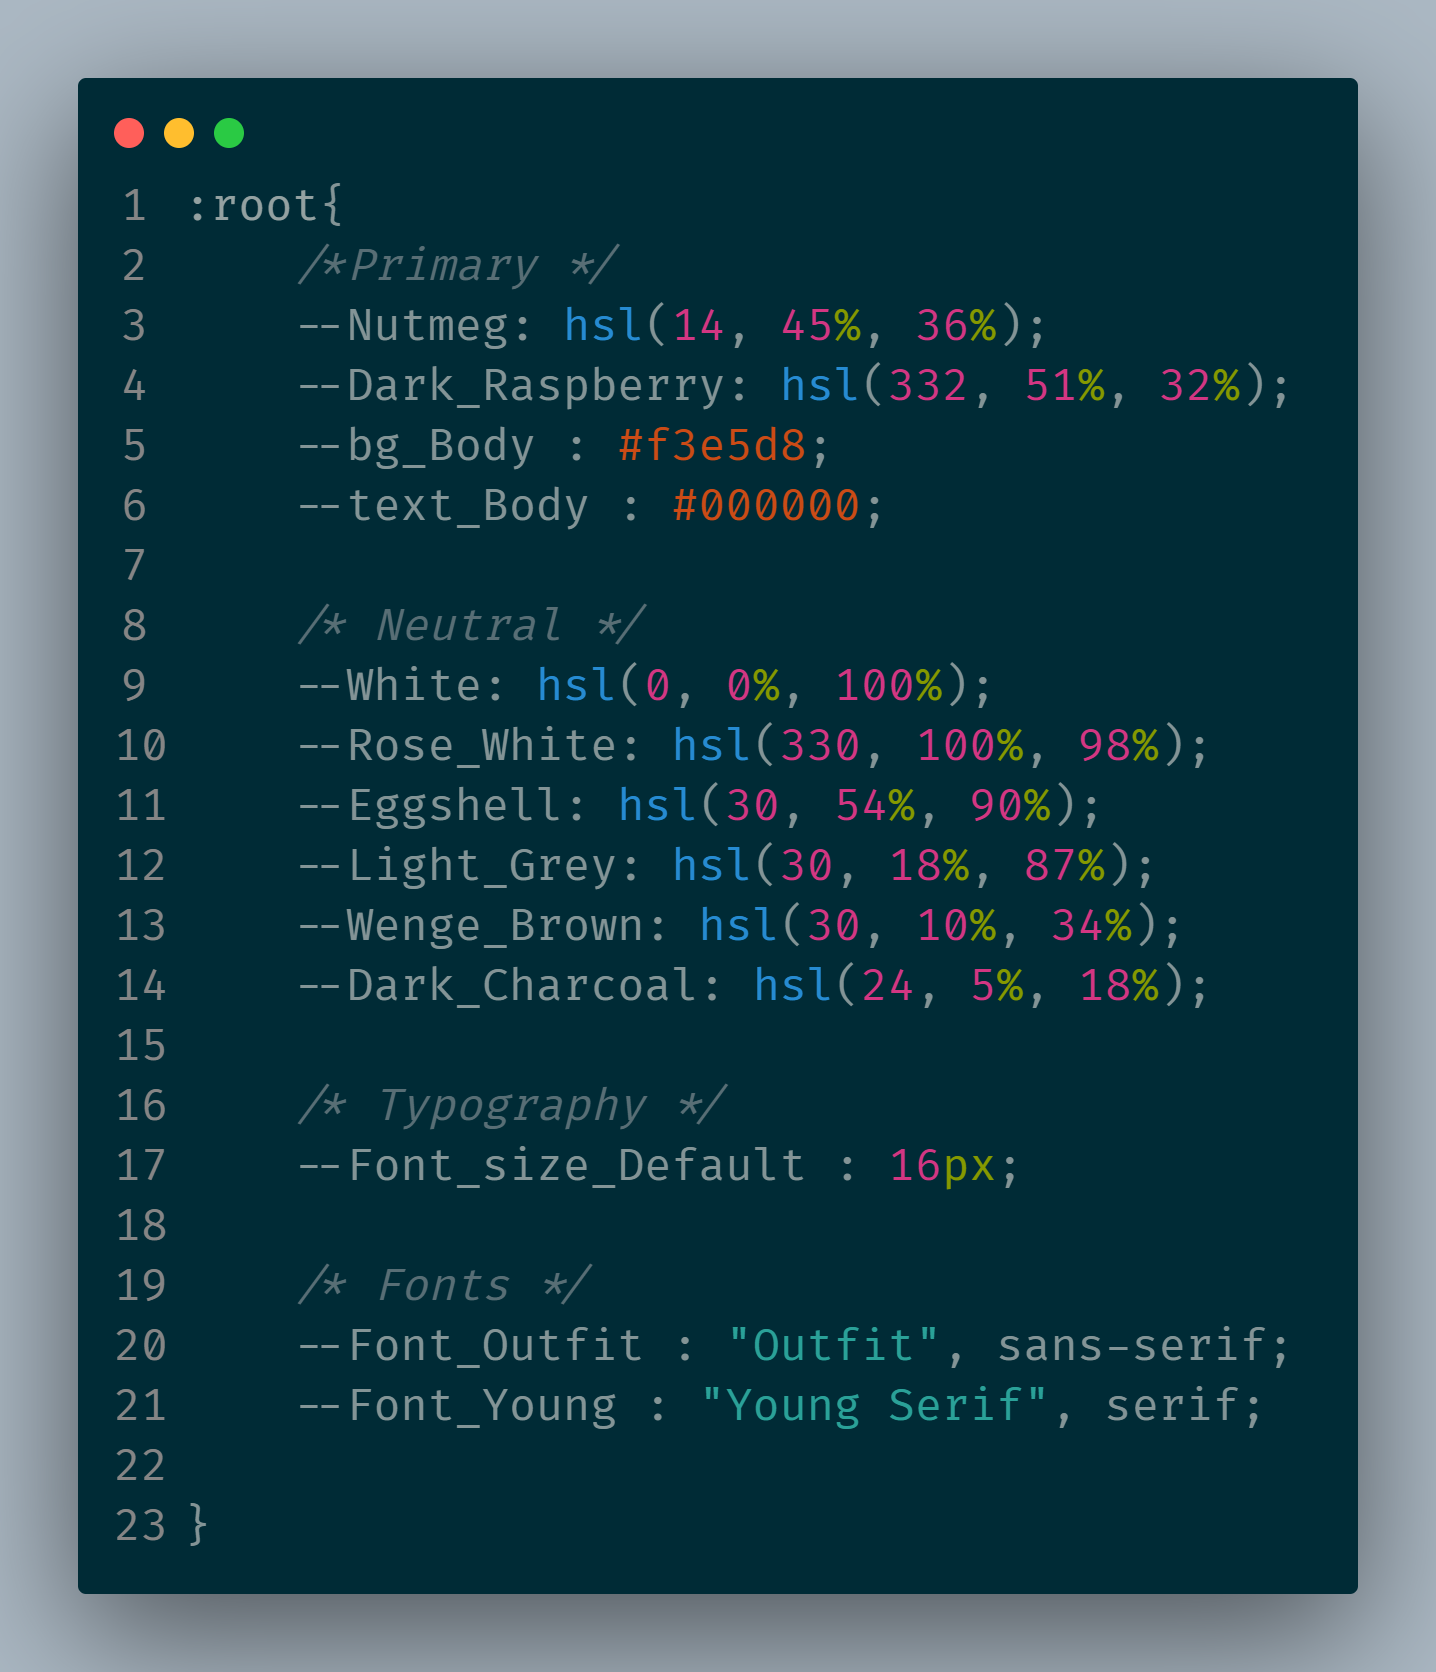 1 :root{
2 /*Primary */
3 --Nutmeg: hsl(14, 45%, 36%);
4 --Dark_Raspberry: hsl(332, 51%, 32%);
5 --bg_Body : #f3e5d8;
6 --text_Body : #000000;
7
8 /* Neutral */
9 --White: hsl(0, 0%, 100%);
10 --Rose_White: hsl(330, 100%, 98%);
11 --Eggshell: hsl(30, 54%, 90%);
12 --Light_Grey: hsl(30, 18%, 87%);
13 --Wenge_Brown: hsl(30, 10%, 34%);
14 --Dark_Charcoal: hsl(24, 5%, 18%);
15
16 /* Typography */
17 --Font_size_Default : 16px;
18
19 /* Fonts */
20 --Font_Outfit : "Outfit", sans-serif;
21 --Font_Young : "Young Serif", serif;
22
23 }